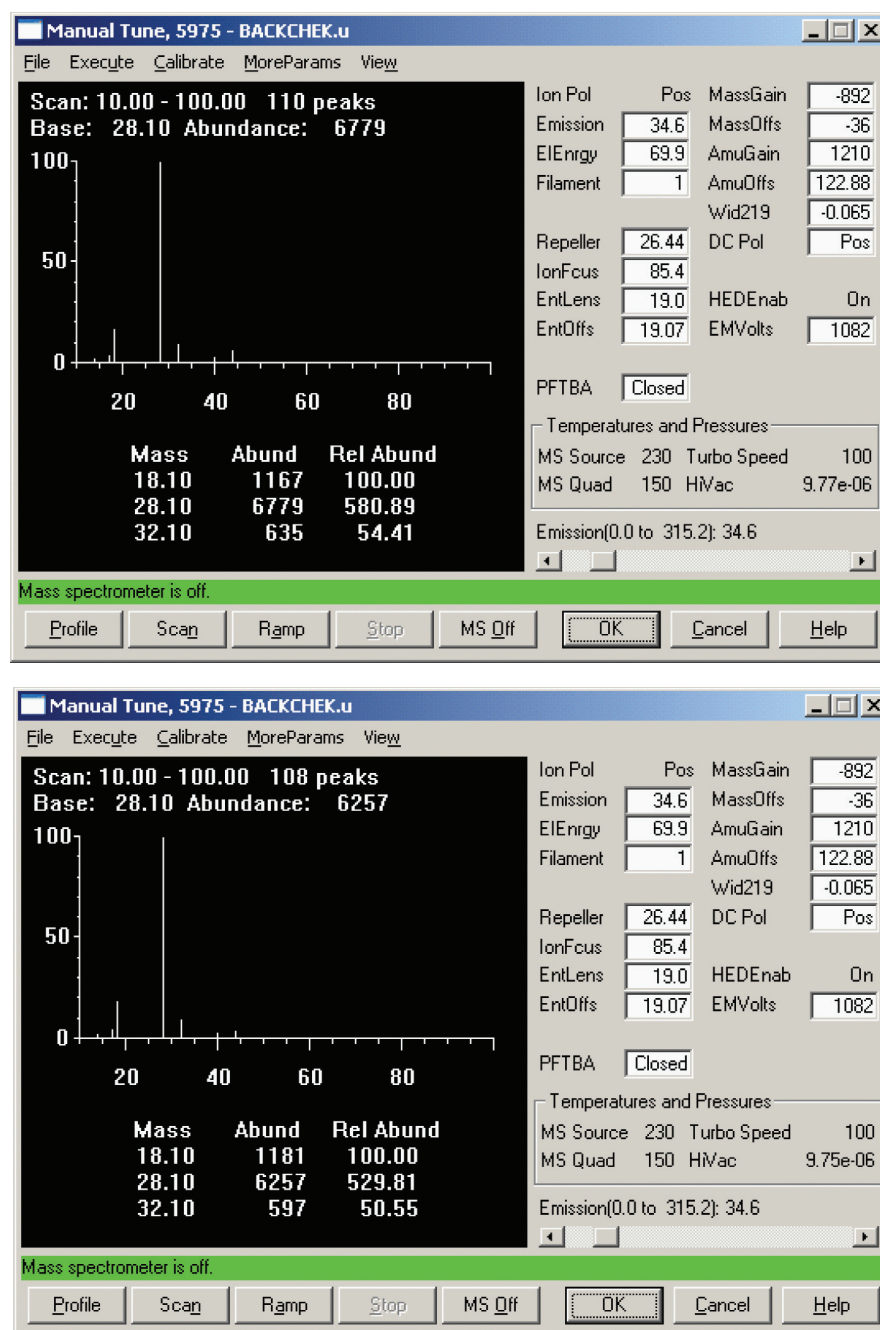 Manual Tune, 5975 - BACKCHEK.u
File Execute Calibrate MoreParams View
Scan: 10.00 - 100.00 110 peaks
Base: 28.10 Abundance: 6779
100
50
0
20 40 60 80
Mass Abund Rel Abund
18.10 1167 100.00
28.10 6779 580.89
32.10 635 54.41
Ion Pol Pos MassGain -892
Emission 34.6 MassOffs -36
ElEnrgy 69.9 AmuGain 1210
Filament 1 AmuOffs 122.88
Wid219 -0.065
Repeller 26.44 DC Pol Pos
IonFcus 85.4
EntLens 19.0 HEDEnab On
EntOffs 19.07 EMVolts 1082
PFTBA Closed
Temperatures and Pressures
MS Source 230 Turbo Speed 100
MS Quad 150 HiVac 9.77e-06
Emission(0.0 to 315.2): 34.6
Mass spectrometer is off.
Profile Scan Ramp Stop MS Off OK Cancel Help
Manual Tune, 5975 - BACKCHEK.u
File Execute Calibrate MoreParams View
Scan: 10.00 - 100.00 108 peaks
Base: 28.10 Abundance: 6257
100
50
0
20 40 60 80
Mass Abund Rel Abund
18.10 1181 100.00
28.10 6257 529.81
32.10 597 50.55
Ion Pol Pos MassGain -892
Emission 34.6 MassOffs -36
ElEnrgy 69.9 AmuGain 1210
Filament 1 AmuOffs 122.88
Wid219 -0.065
Repeller 26.44 DC Pol Pos
IonFcus 85.4
EntLens 19.0 HEDEnab On
EntOffs 19.07 EMVolts 1082
PFTBA Closed
Temperatures and Pressures
MS Source 230 Turbo Speed 100
MS Quad 150 HiVac 9.75e-06
Emission(0.0 to 315.2): 34.6
Mass spectrometer is off.
Profile Scan Ramp Stop MS Off OK Cancel Help